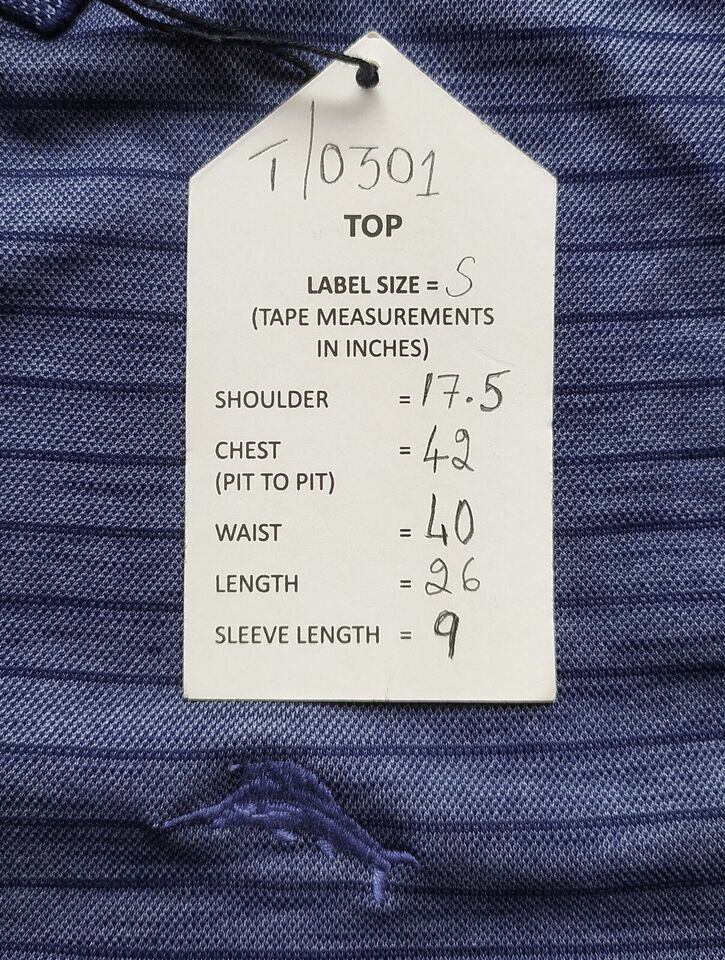 T/0301
TOP
LABEL SIZE = S
(TAPE MEASUREMENTS
IN INCHES)
SHOULDER = 17.5
CHEST = 42
(PIT TO PIT)
WAIST = 40
LENGTH = 26
SLEEVE LENGTH = 9